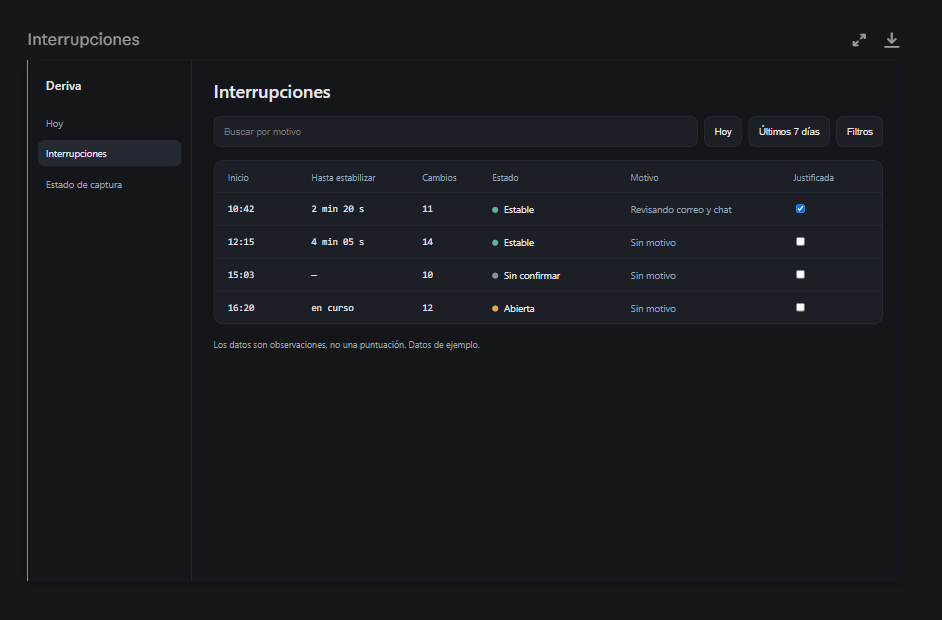 Interrupciones
Deriva
Hoy
Interrupciones
Estado de captura
Interrupciones
Buscar por motivo
Hoy
Últimos 7 días
Filtros
Inicio Hasta estabilizar Cambios Estado Motivo Justificada
10:42 2 min 20 s 11 Estable Revisando correo y chat
12:15 4 min 05 s 14 Estable Sin motivo
15:03 — 10 Sin confirmar Sin motivo
16:20 en curso 12 Abierta Sin motivo
Los datos son observaciones, no una puntuación. Datos de ejemplo.